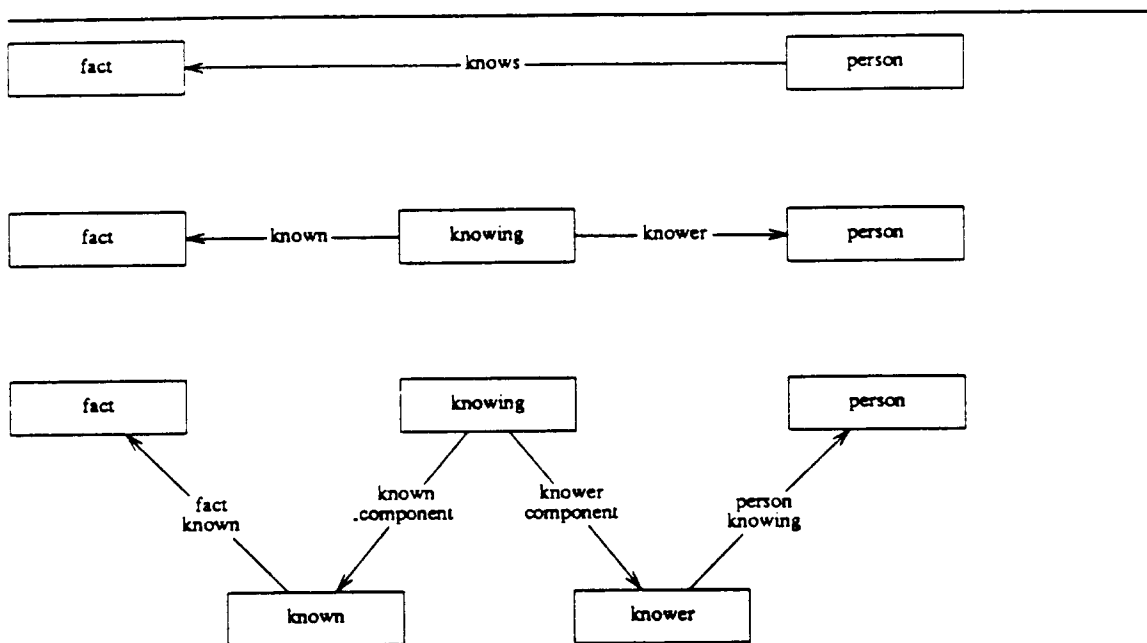 fact
knows
person
fact
known
knowing
knower
person
fact
knowing
person
fact
known
known
.component
knower
component
person
knowing
known
knower